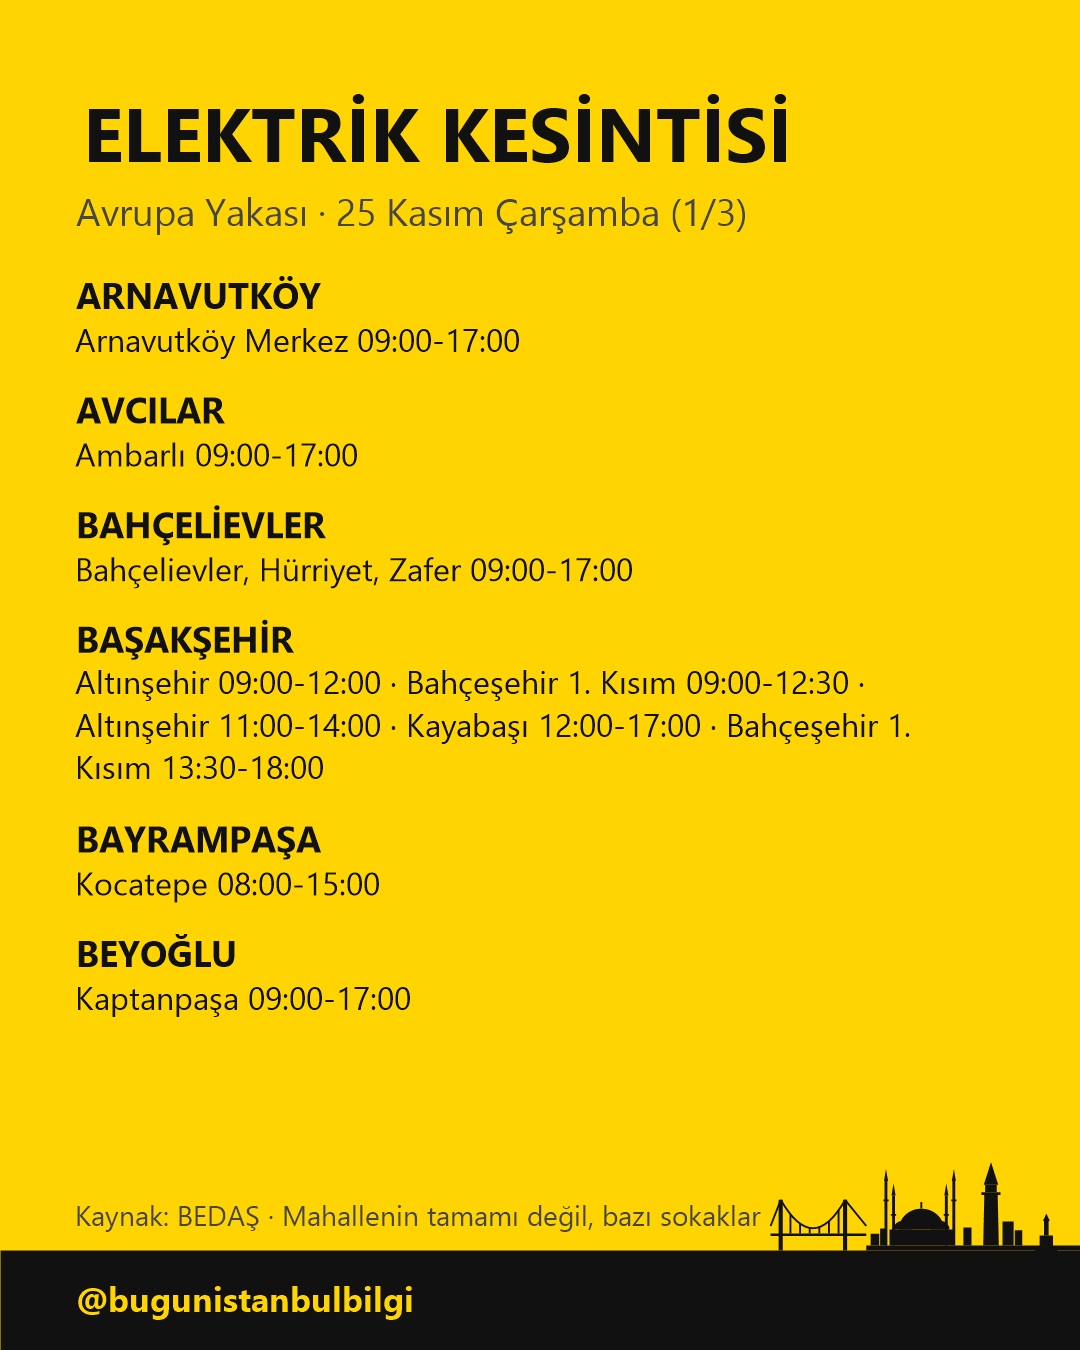 ELEKTRİK KESİNTİSİ
Avrupa Yakası · 25 Kasım Çarşamba (1/3)
ARNAVUTKÖY
Arnavutköy Merkez 09:00-17:00
AVCILAR
Ambarlı 09:00-17:00
BAHÇELİEVLER
Bahçelievler, Hürriyet, Zafer 09:00-17:00
BAŞAKŞEHİR
Altınşehir 09:00-12:00 · Bahçeşehir 1. Kısım 09:00-12:30 ·
Altınşehir 11:00-14:00 · Kayabaşı 12:00-17:00 · Bahçeşehir 1.
Kısım 13:30-18:00
BAYRAMPAŞA
Kocatepe 08:00-15:00
BEYOĞLU
Kaptanpaşa 09:00-17:00
Kaynak: BEDAŞ · Mahallenin tamamı değil, bazı sokaklar
@bugunistanbulbilgi